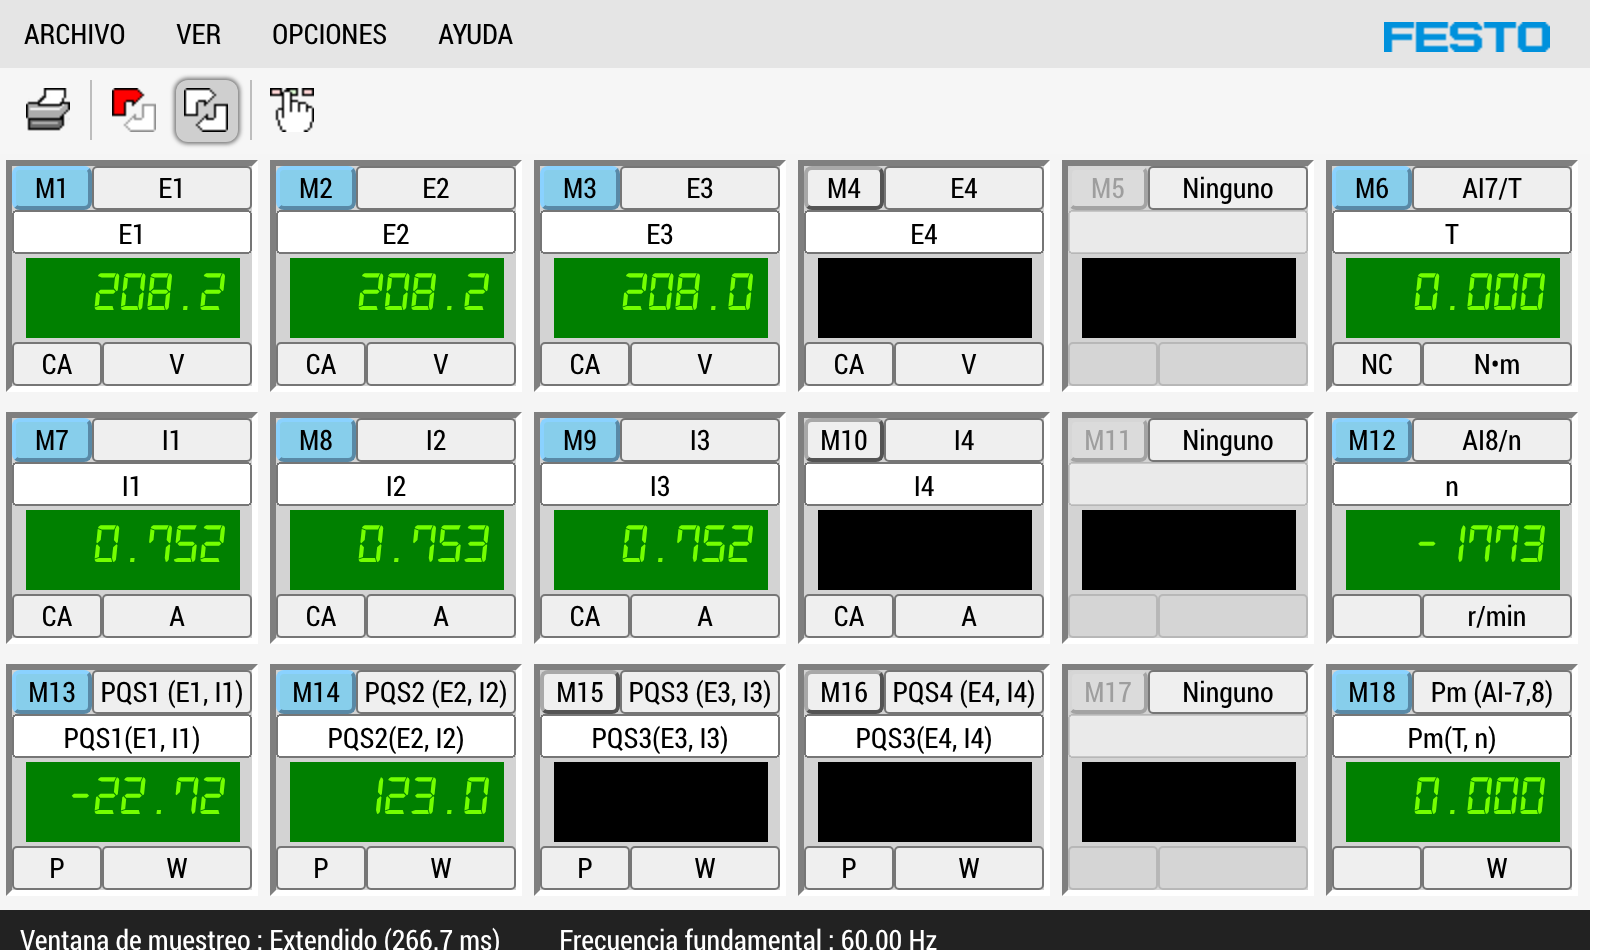 ARCHIVO VER OPCIONES AYUDA FESTO
M1 E1 M2 E2 M3 E3 M4 E4 M5 Ninguno M6 AI7/T
E1 E2 E3 E4 T
208.2 208.2 208.0 0.000
CA V CA V CA V CA V NC N•m
M7 I1 M8 I2 M9 I3 M10 I4 M11 Ninguno M12 AI8/n
I1 I2 I3 I4 n
0.752 0.753 0.752 -1773
CA A CA A CA A CA A r/min
M13 PQS1 (E1, I1) M14 PQS2 (E2, I2) M15 PQS3 (E3, I3) M16 PQS4 (E4, I4) M17 Ninguno M18 Pm (AI-7,8)
PQS1(E1, I1) PQS2(E2, I2) PQS3(E3, I3) PQS3(E4, I4) Pm(T, n)
-22.72 123.0 0.000
P W P W P W P W W
Ventana de muestreo : Extendido (266.7 ms) Frecuencia fundamental : 60.00 Hz